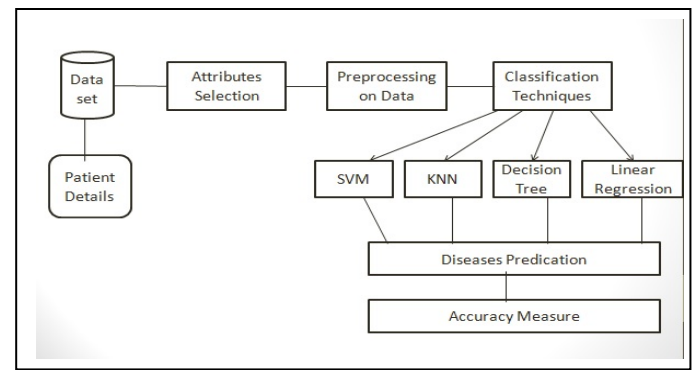 Data
set
Attributes
Selection
Preprocessing
on Data
Classification
Techniques
Patient
Details
SVM
KNN
Decision
Tree
Linear
Regression
Diseases Predication
Accuracy Measure